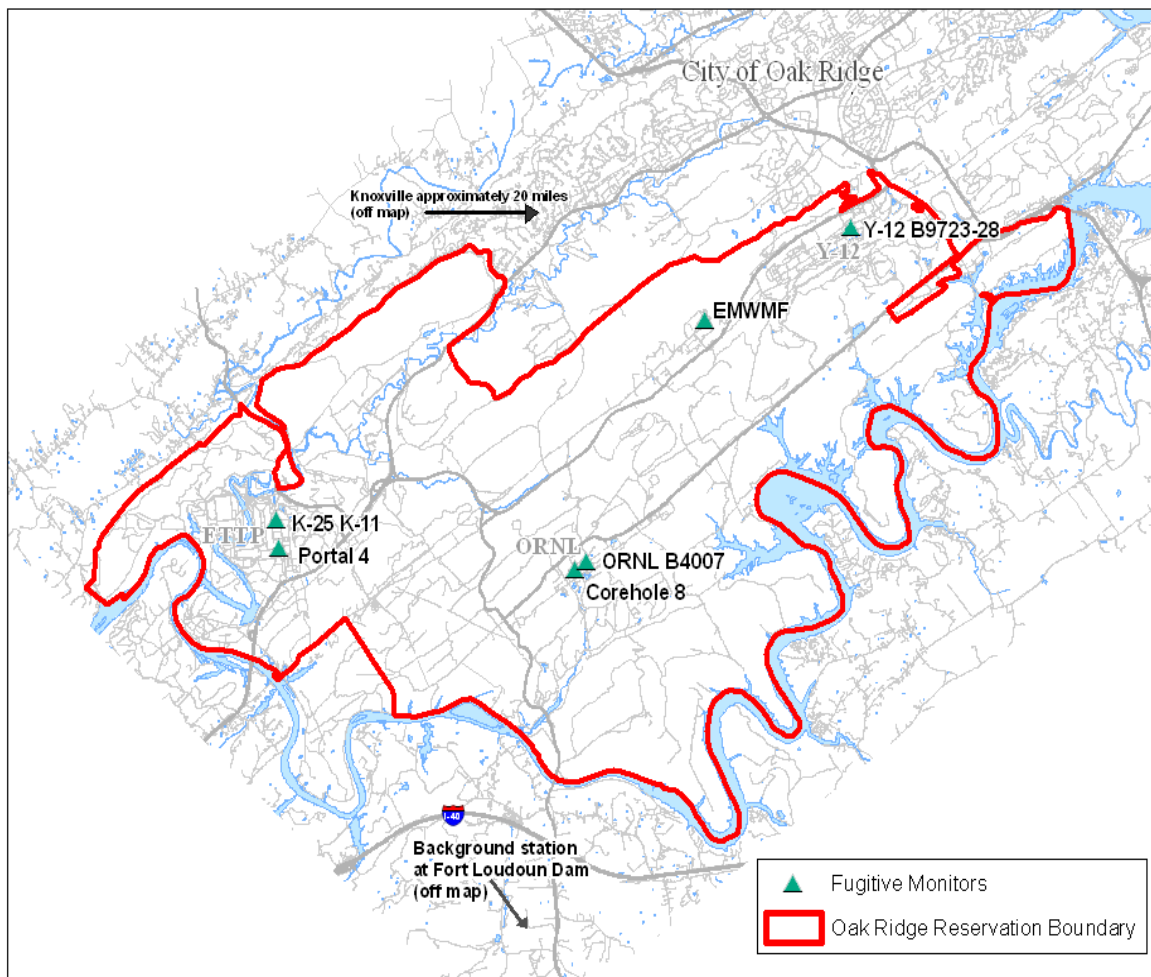 City of Oak Ridge
Knoxville approximately 20 miles
(off map)
Y-12 B9723-28
Y-12
EMWMF
K-25 K-11
ETTP
Portal 4
ORNL
ORNL B4007
Corehole 8
I-40
Background station
at Fort Loudoun Dam
(off map)
Fugitive Monitors
Oak Ridge Reservation Boundary